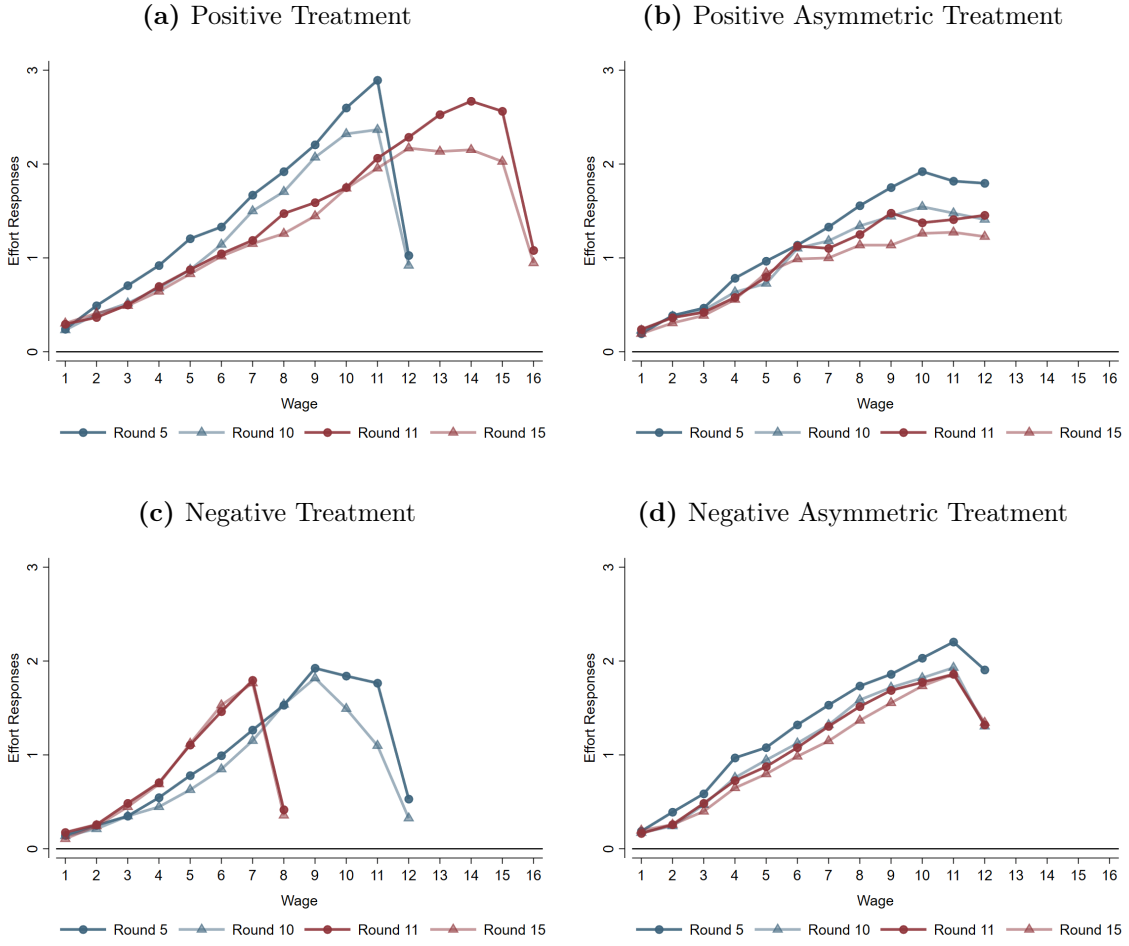 (a) Positive Treatment
(b) Positive Asymmetric Treatment
3
2
1
0
Effort Responses
1 2 3 4 5 6 7 8 9 10 11 12 13 14 15 16
Wage
Round 5 Round 10 Round 11 Round 15
3
2
1
0
Effort Responses
1 2 3 4 5 6 7 8 9 10 11 12 13 14 15 16
Wage
Round 5 Round 10 Round 11 Round 15
(c) Negative Treatment
(d) Negative Asymmetric Treatment
3
2
1
0
Effort Responses
1 2 3 4 5 6 7 8 9 10 11 12 13 14 15 16
Wage
Round 5 Round 10 Round 11 Round 15
3
2
1
0
Effort Responses
1 2 3 4 5 6 7 8 9 10 11 12 13 14 15 16
Wage
Round 5 Round 10 Round 11 Round 15